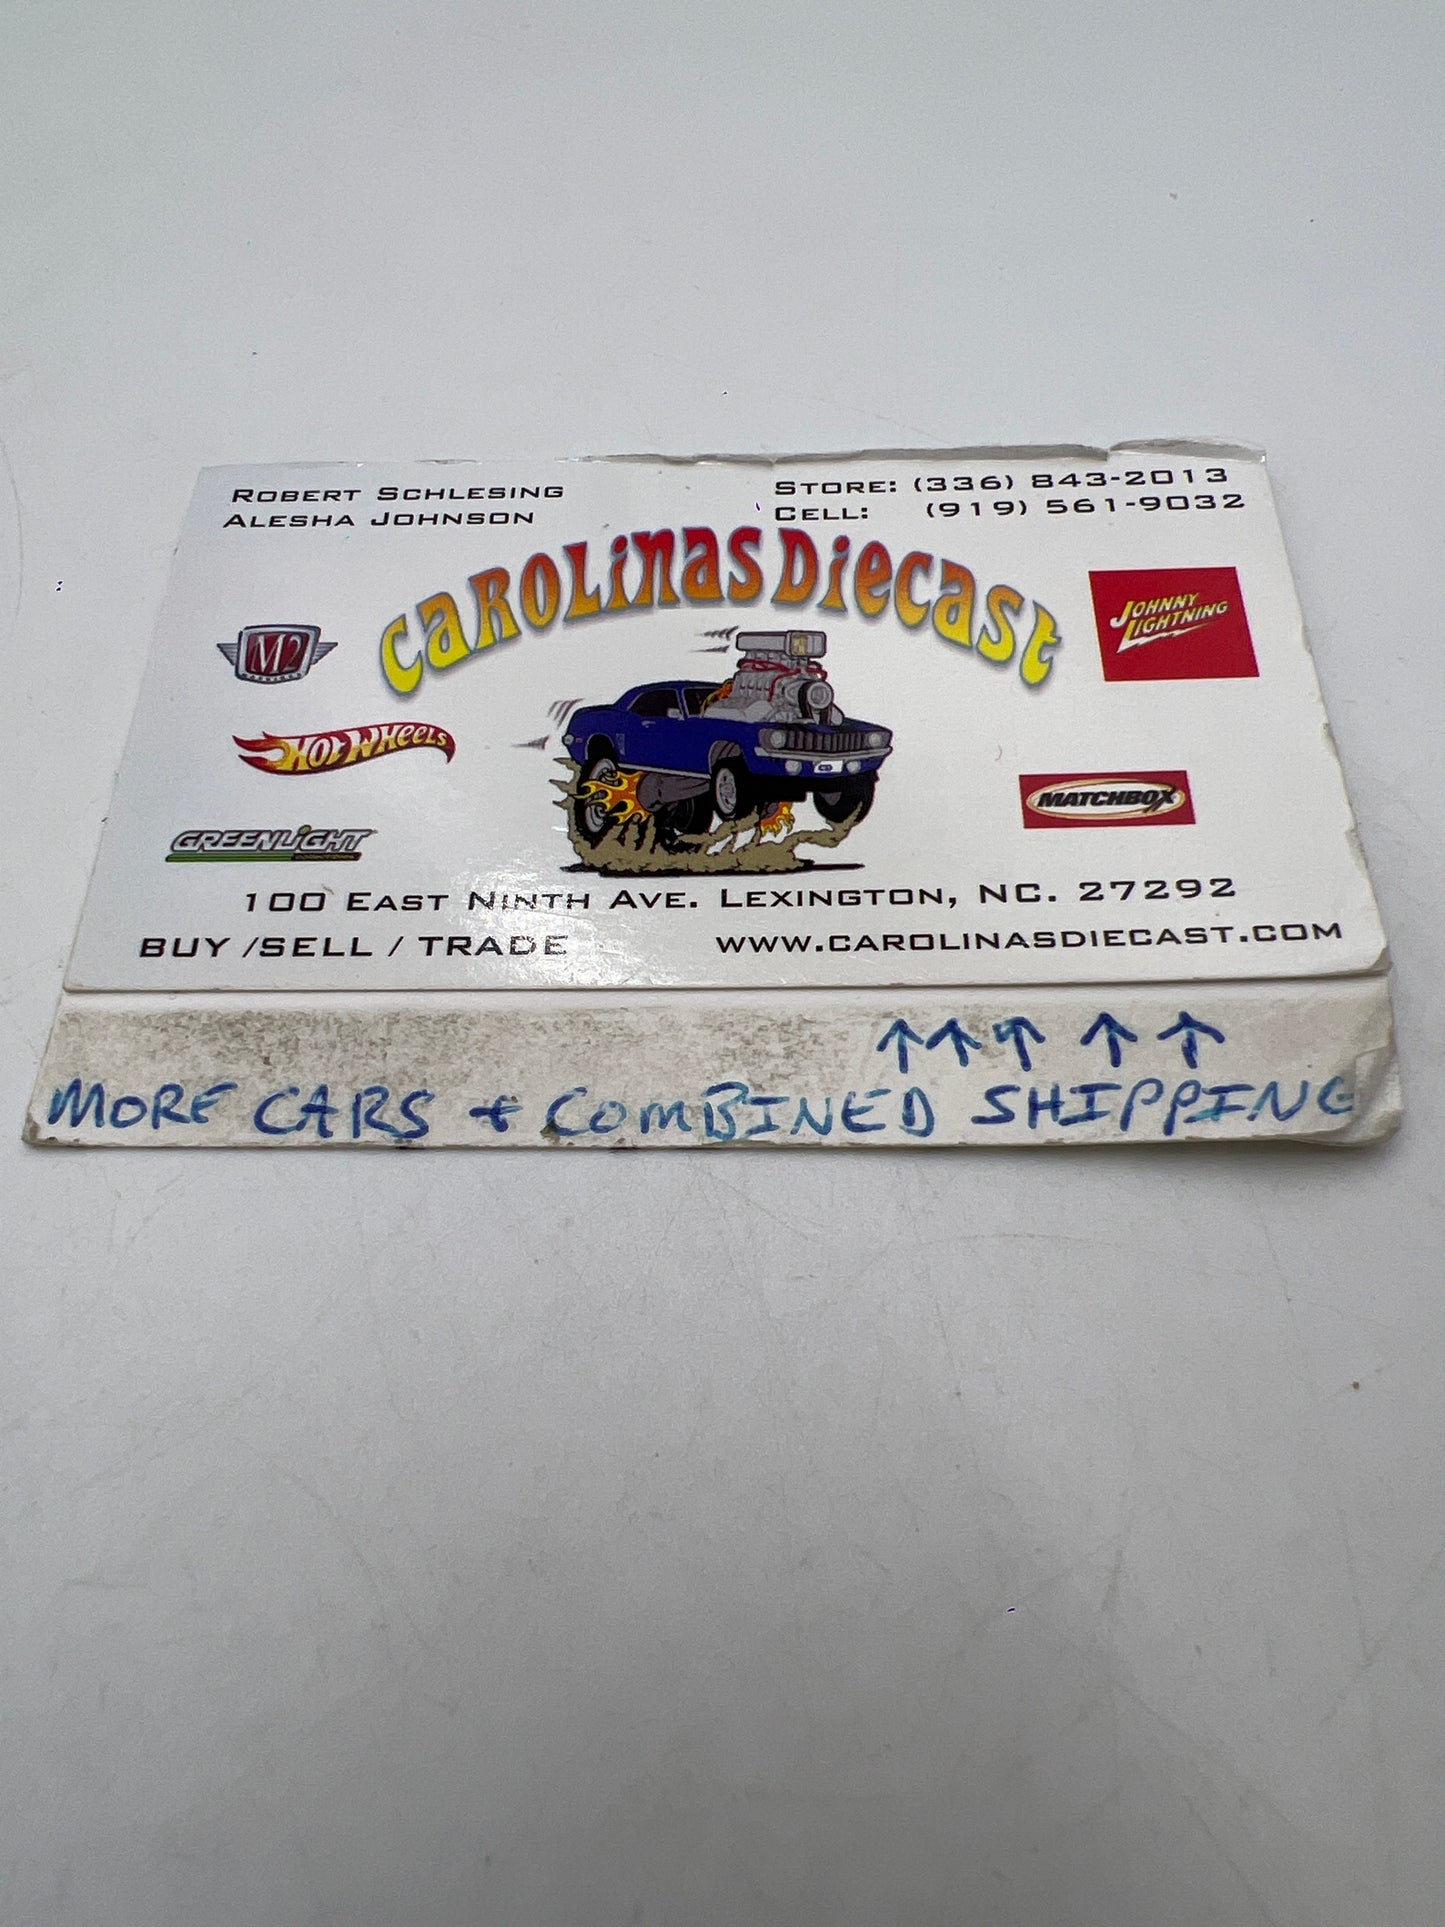 ROBERT SCHLESING
ALESHA JOHNSON
STORE: (336) 843-2013
CELL: (919) 561-9032
CAROLINAS DIECAST
M2
MACHINES
JOHNNY
LIGHTNING
HOT WHEELS
MATCHBOX
GREENLIGHT
100 EAST NINTH AVE. LEXINGTON, NC. 27292
BUY /SELL / TRADE
WWW.CAROLINASDIECAST.COM
↑ ↑ ↑ ↑ ↑
MORE CARS + COMBINED SHIPPING